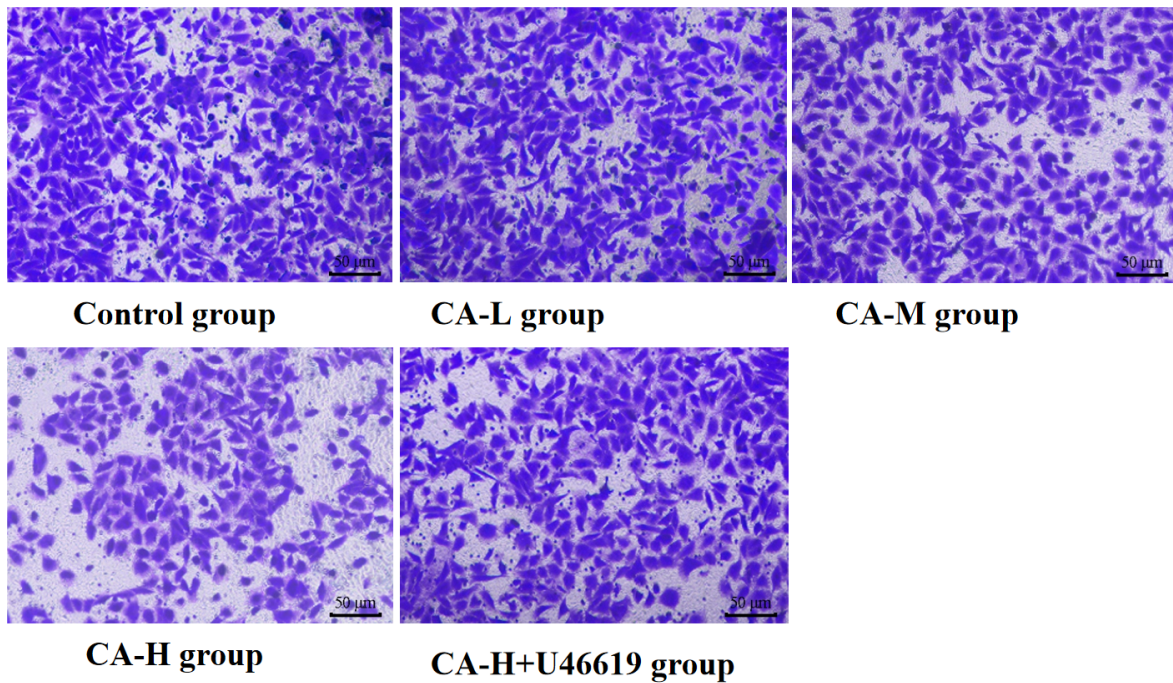 50 μm
50 μm
50 μm
Control group
CA-L group
CA-M group
50 μm
50 μm
CA-H group
CA-H+U46619 group